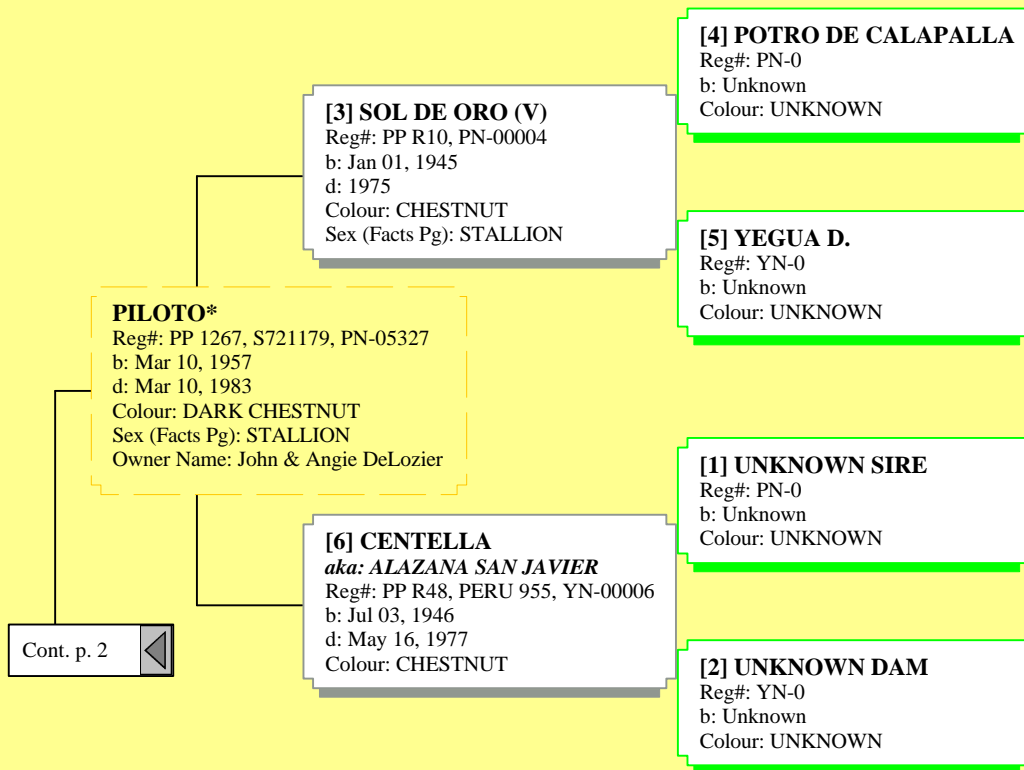 [4] POTRO DE CALAPALLA
Reg#: PN-0
b: Unknown
Colour: UNKNOWN
[3] SOL DE ORO (V)
Reg#: PP R10, PN-00004
b: Jan 01, 1945
d: 1975
Colour: CHESTNUT
Sex (Facts Pg): STALLION
[5] YEGUA D.
Reg#: YN-0
b: Unknown
Colour: UNKNOWN
PILOTO*
Reg#: PP 1267, S721179, PN-05327
b: Mar 10, 1957
d: Mar 10, 1983
Colour: DARK CHESTNUT
Sex (Facts Pg): STALLION
Owner Name: John & Angie DeLozier
[1] UNKNOWN SIRE
Reg#: PN-0
b: Unknown
Colour: UNKNOWN
[6] CENTELLA
aka: ALAZANA SAN JAVIER
Reg#: PP R48, PERU 955, YN-00006
b: Jul 03, 1946
d: May 16, 1977
Colour: CHESTNUT
[2] UNKNOWN DAM
Reg#: YN-0
b: Unknown
Colour: UNKNOWN
Cont. p. 2